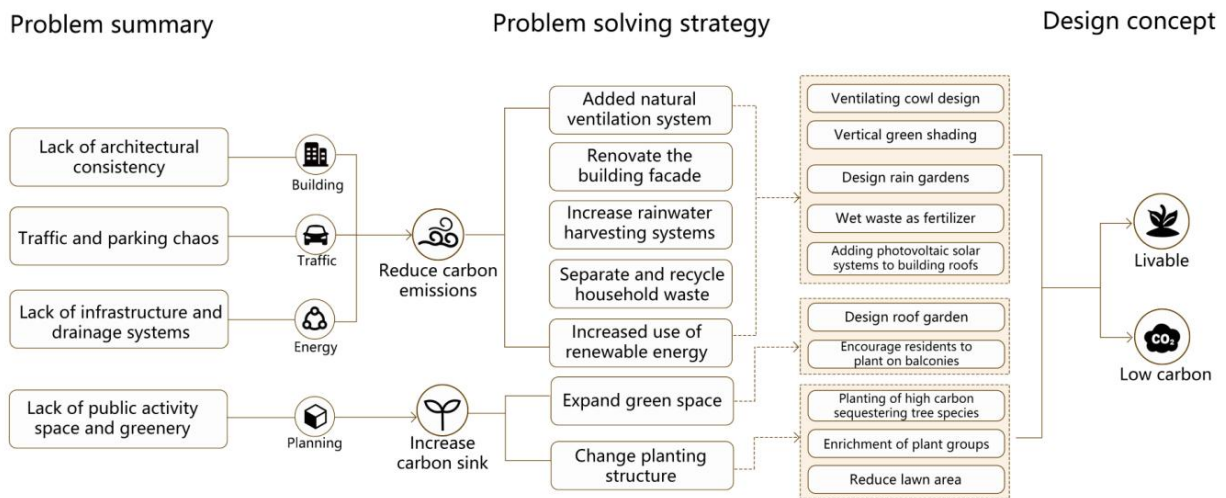 Problem summary
Problem solving strategy
Design concept
Lack of architectural
consistency
Building
Traffic and parking chaos
Traffic
Lack of infrastructure and
drainage systems
Energy
Lack of public activity
space and greenery
Planning
Reduce carbon
emissions
Increase
carbon sink
Added natural
ventilation system
Renovate the
building facade
Increase rainwater
harvesting systems
Separate and recycle
household waste
Increased use of
renewable energy
Expand green space
Change planting
structure
Ventilating cowl design
Vertical green shading
Design rain gardens
Wet waste as fertilizer
Adding photovoltaic solar
systems to building roofs
Design roof garden
Encourage residents to
plant on balconies
Planting of high carbon
sequestering tree species
Enrichment of plant groups
Reduce lawn area
Livable
CO₂
Low carbon